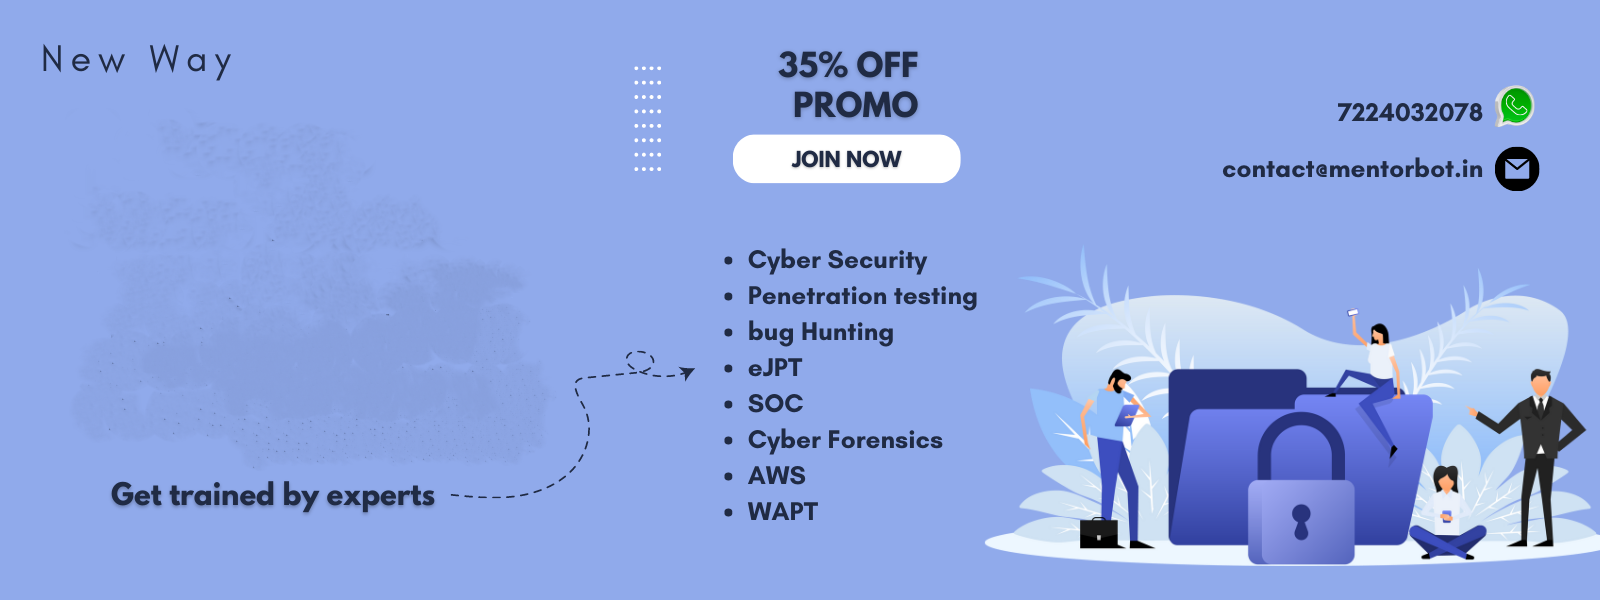 New Way
35% OFF
PROMO
JOIN NOW
7224032078
contact@mentorbot.in
• Cyber Security
• Penetration testing
• bug Hunting
• eJPT
• SOC
• Cyber Forensics
• AWS
• WAPT
Get trained by experts